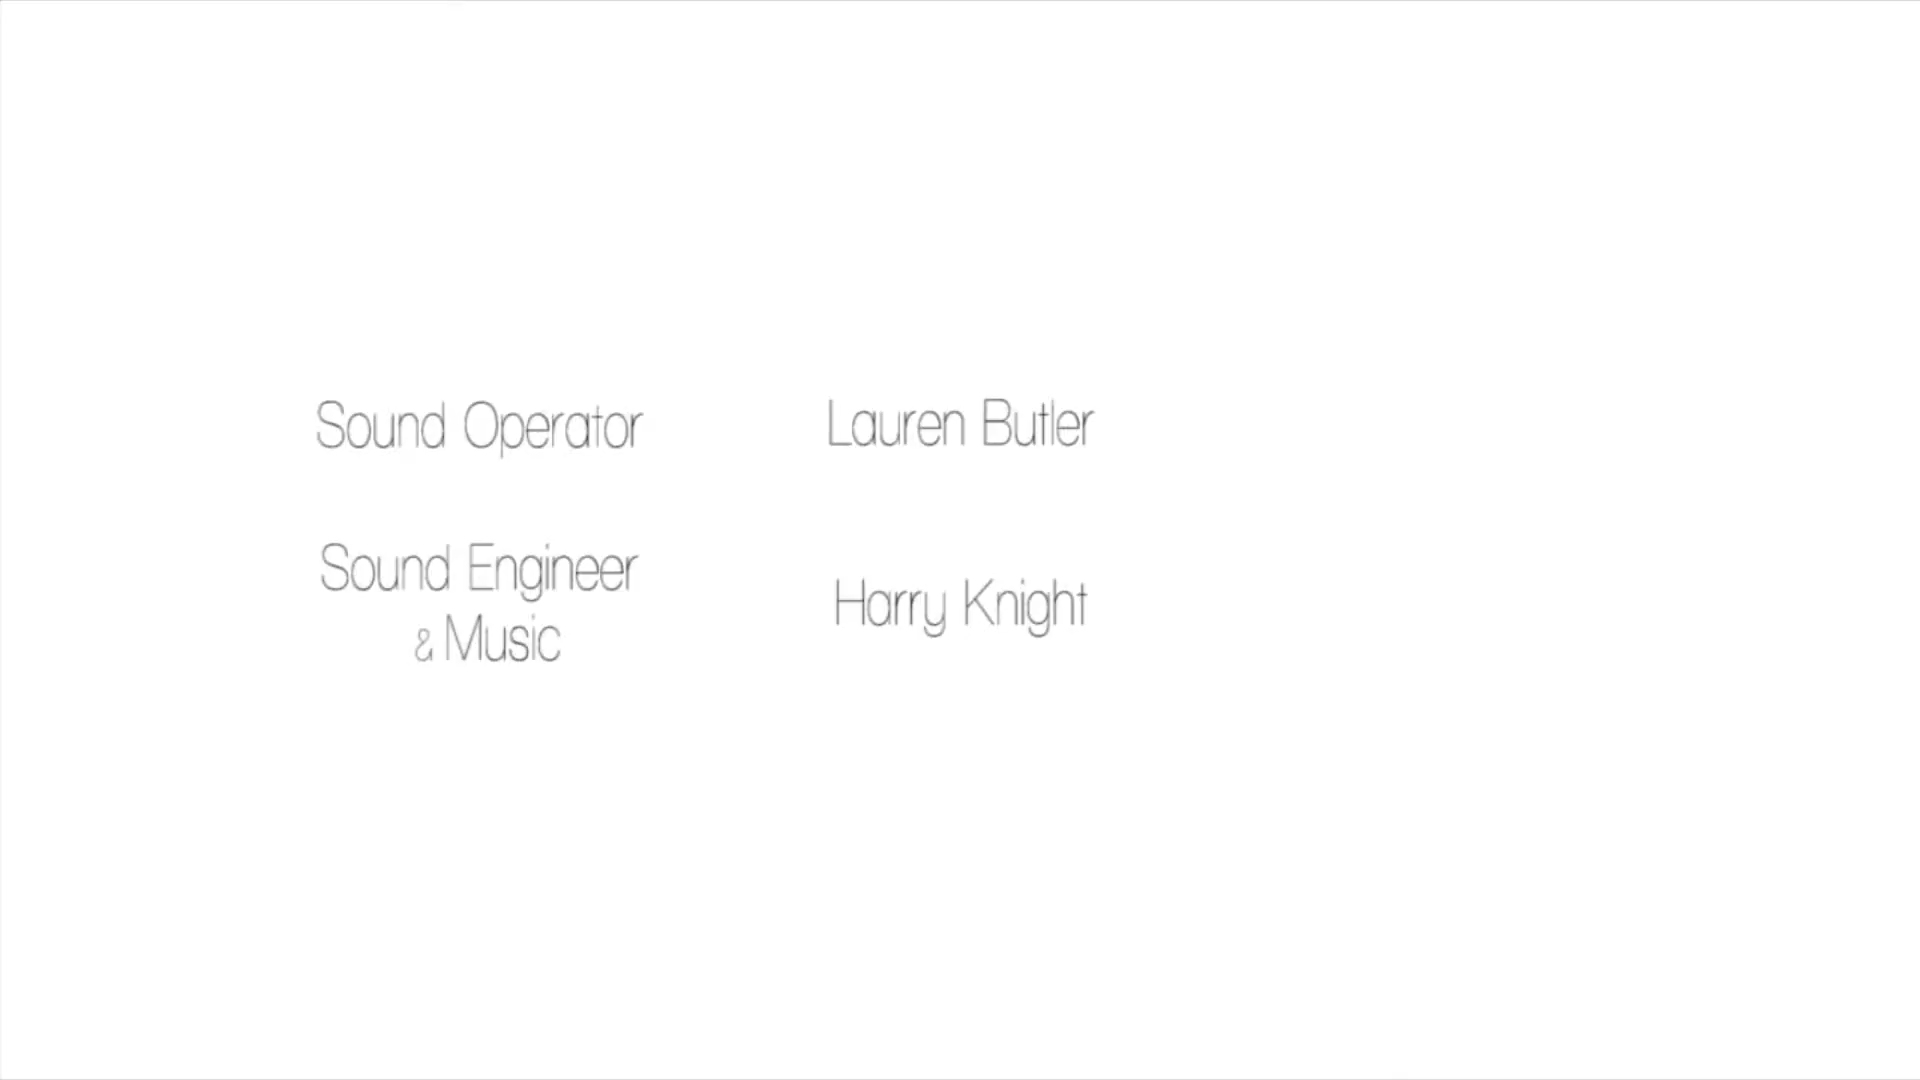 Sound Operator
Lauren Butler
Sound Engineer
& Music
Harry Knight